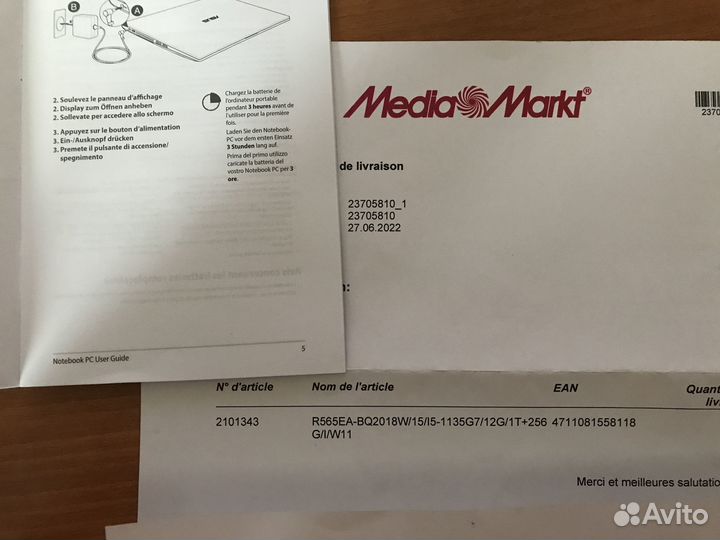 B
A
ASUS
2. Soulevez le panneau d'affichage
2. Display zum Öffnen anheben
2. Sollevate per accedere allo schermo
3. Appuyez sur le bouton d'alimentation
3. Ein-/Ausknopf drücken
3. Premete il pulsante di accensione/
spegnimento
Chargez la batterie de
l'ordinateur portable
pendant 3 heures avant de
l'utiliser pour la première
fois.
Laden Sie den Notebook-
PC vor dem ersten Einsatz
3 Stunden lang auf.
Prima del primo utilizzo
caricate la batteria del
vostro Notebook PC per 3
ore.
Notebook PC User Guide
5
MediaMarkt®
2370
de livraison
23705810_1
23705810
27.06.2022
:
N° d'article Nom de l'article EAN Quant
liv
2101343 R565EA-BQ2018W/15/I5-1135G7/12G/1T+256 4711081558118
G/I/W11
Merci et meilleures salutatio
Avito